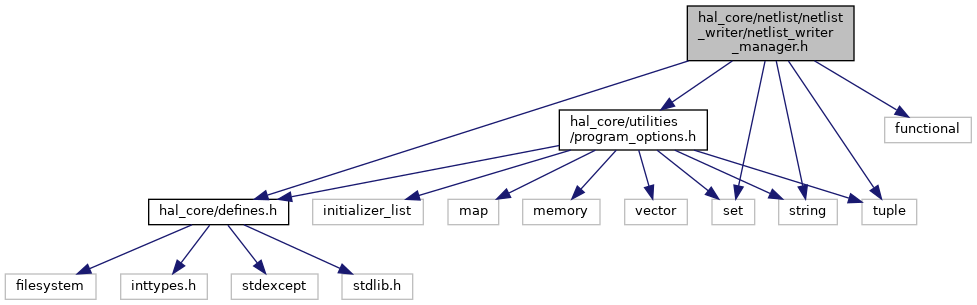 hal_core/netlist/netlist
_writer/netlist_writer
_manager.h
hal_core/utilities
/program_options.h
functional
hal_core/defines.h
initializer_list
map
memory
vector
set
string
tuple
filesystem
inttypes.h
stdexcept
stdlib.h